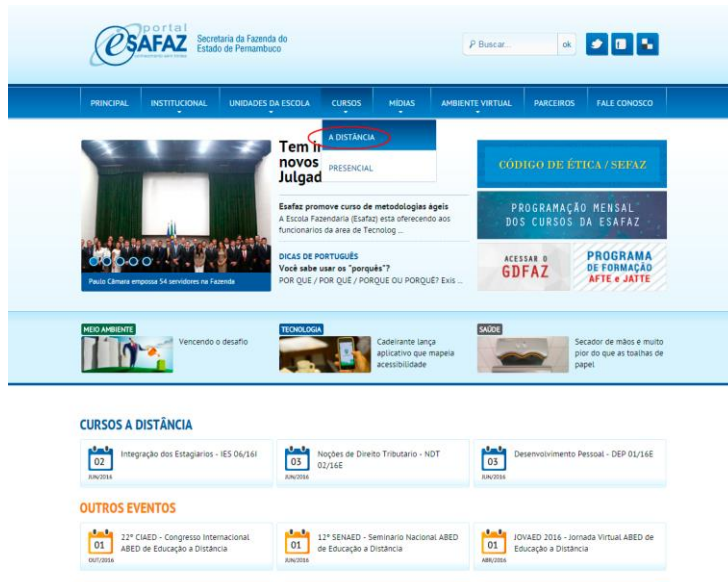 portal
eSAFAZ
Secretaria da Fazenda do
Estado de Pernambuco
Buscar...
ok
PRINCIPAL
INSTITUCIONAL
UNIDADES DA ESCOLA
CURSOS
MÍDIAS
AMBIENTE VIRTUAL
PARCEIROS
FALE CONOSCO
A DISTÂNCIA
PRESENCIAL
Tem i
novos
Julgad
Esafaz promove curso de metodologias ágeis
A Escola Fazendária (Esafaz) esta oferecendo aos
funcionarios da area de Tecnolog ...
DICAS DE PORTUGUÊS
Você sabe usar os "porquês"?
POR QUE / POR QUÊ / PORQUE OU PORQUÊ? Exis ...
Paulo Câmara empossa 54 servidores na Fazenda
CÓDIGO DE ÉTICA / SEFAZ
PROGRAMAÇÃO MENSAL
DOS CURSOS DA ESAFAZ
ACESSAR O
GDFAZ
PROGRAMA
DE FORMAÇÃO
AFTE e JATTE
MEIO AMBIENTE
Vencendo o desafio
TECNOLOGIA
Cadeirante lança
aplicativo que mapeia
acessibilidade
SAÚDE
Secador de mãos é muito
pior do que as toalhas de
papel
CURSOS A DISTÂNCIA
02
JUN/2016
Integração dos Estagiarios - IES 06/16I
03
JUN/2016
Noções de Direito Tributario - NDT
02/16E
03
JUN/2016
Desenvolvimento Pessoal - DEP 01/16E
OUTROS EVENTOS
01
OUT/2016
22º CIAED - Congresso Internacional
ABED de Educação a Distância
01
JUN/2016
12º SENAED - Seminário Nacional ABED
de Educação a Distância
01
ABR/2016
JOVAED 2016 - Jornada Virtual ABED de
Educação a Distância